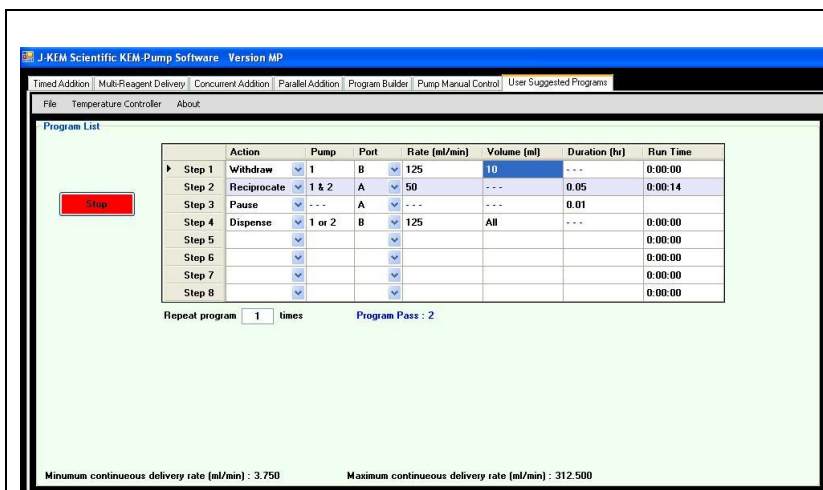 J-KEM Scientific KEM-Pump Software Version MP
Timed Addition Multi-Reagent Delivery Concurent Addition Parallel Addition Program Builder Pump Manual Control User Suggested Programs
File Temperature Controller About
Program List
Action Pump Port Rate (ml/min) Volume (ml) Duration (hr) Run Time
Step 1 Withdraw 1 B 125 10 - - - 0:00:00
Step 2 Reciprocate 1 & 2 A 50 - - - 0.05 0:00:14
Step 3 Pause - - - A - - - - - - 0.01
Step 4 Dispense 1 or 2 B 125 All - - - 0:00:00
Step 5 0:00:00
Step 6 0:00:00
Step 7 0:00:00
Step 8 0:00:00
Stop
Repeat program 1 times Program Pass : 2
Minumum continueous delivery rate (ml/min) : 3.750 Maximum continueous delivery rate (ml/min) : 312.500